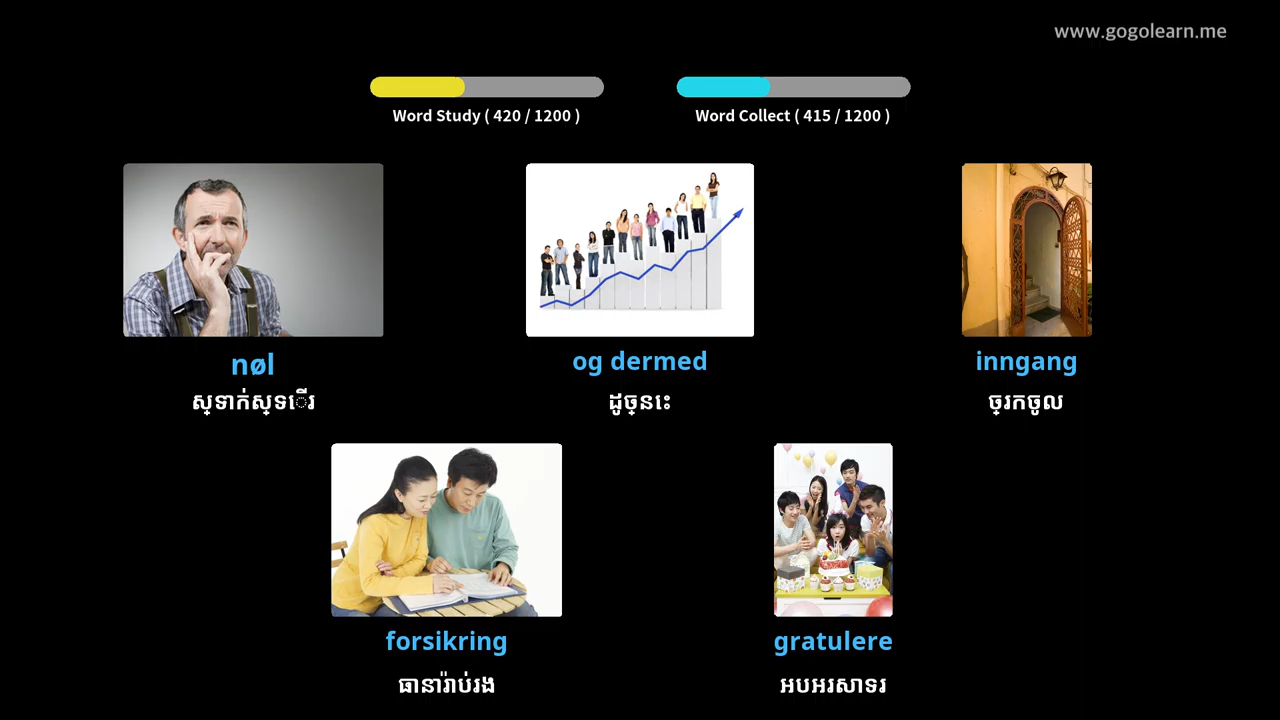 www.gogolearn.me
Word Study ( 420 / 1200 )
Word Collect ( 415 / 1200 )
nøl
ស្ទាក់ស្ទើរ
og dermed
ដូច្នេះ
inngang
ច្រកចូល
forsikring
ធានារ៉ាប់រង
gratulere
អបអរសាទរ